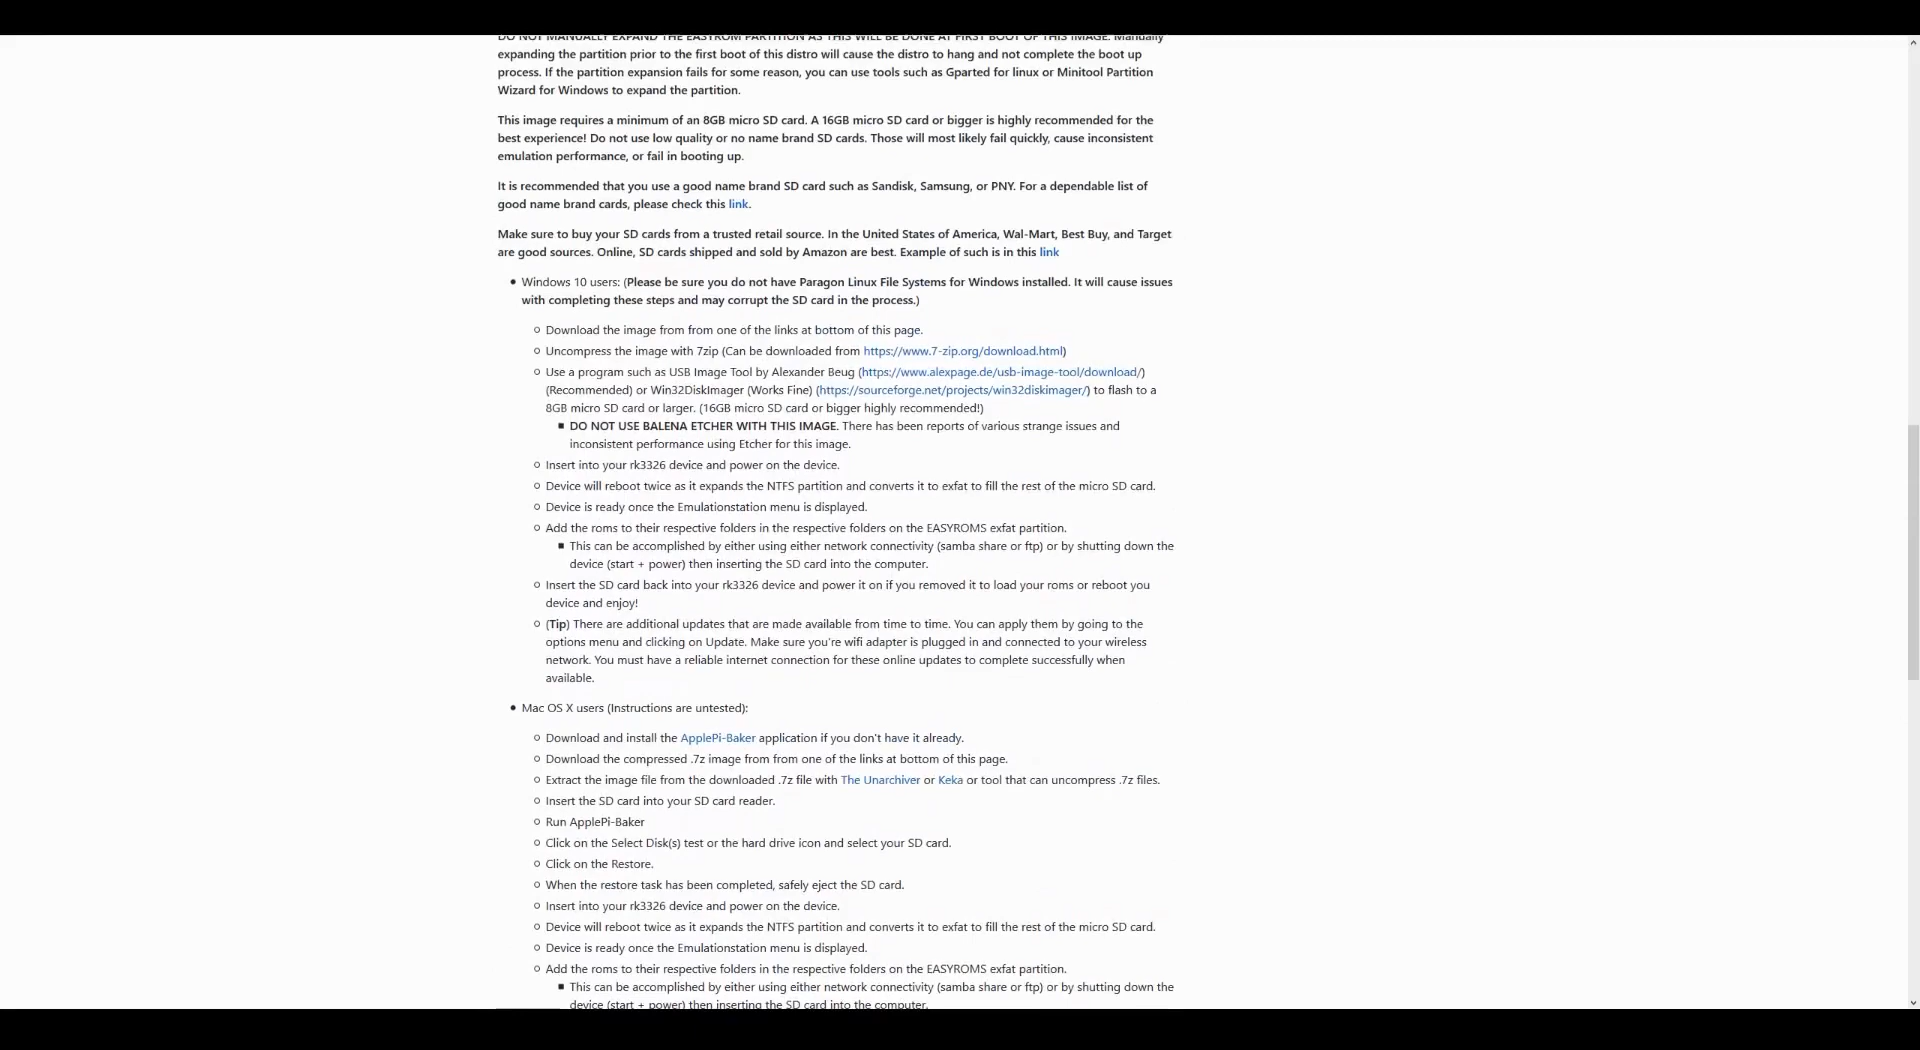 DO NOT MANUALLY EXPAND THE EASYROM PARTITION AS THIS WILL BE DONE AT FIRST BOOT OF THIS IMAGE. Manually
expanding the partition prior to the first boot of this distro will cause the distro to hang and not complete the boot up
process. If the partition expansion fails for some reason, you can use tools such as Gparted for linux or Minitool Partition
Wizard for Windows to expand the partition.
This image requires a minimum of an 8GB micro SD card. A 16GB micro SD card or bigger is highly recommended for the
best experience! Do not use low quality or no name brand SD cards. Those will most likely fail quickly, cause inconsistent
emulation performance, or fail in booting up.
It is recommended that you use a good name brand SD card such as Sandisk, Samsung, or PNY. For a dependable list of
good name brand cards, please check this link.
Make sure to buy your SD cards from a trusted retail source. In the United States of America, Wal-Mart, Best Buy, and Target
are good sources. Online, SD cards shipped and sold by Amazon are best. Example of such is in this link
• Windows 10 users: (Please be sure you do not have Paragon Linux File Systems for Windows installed. It will cause issues
with completing these steps and may corrupt the SD card in the process.)
○ Download the image from from one of the links at bottom of this page.
○ Uncompress the image with 7zip (Can be downloaded from https://www.7-zip.org/download.html)
○ Use a program such as USB Image Tool by Alexander Beug (https://www.alexpage.de/usb-image-tool/download/)
(Recommended) or Win32DiskImager (Works Fine) (https://sourceforge.net/projects/win32diskimager/) to flash to a
8GB micro SD card or larger. (16GB micro SD card or bigger highly recommended!)
▪ DO NOT USE BALENA ETCHER WITH THIS IMAGE. There has been reports of various strange issues and
inconsistent performance using Etcher for this image.
○ Insert into your rk3326 device and power on the device.
○ Device will reboot twice as it expands the NTFS partition and converts it to exfat to fill the rest of the micro SD card.
○ Device is ready once the Emulationstation menu is displayed.
○ Add the roms to their respective folders in the respective folders on the EASYROMS exfat partition.
▪ This can be accomplished by either using either network connectivity (samba share or ftp) or by shutting down the
device (start + power) then inserting the SD card into the computer.
○ Insert the SD card back into your rk3326 device and power it on if you removed it to load your roms or reboot you
device and enjoy!
○ (Tip) There are additional updates that are made available from time to time. You can apply them by going to the
options menu and clicking on Update. Make sure you're wifi adapter is plugged in and connected to your wireless
network. You must have a reliable internet connection for these online updates to complete successfully when
available.
• Mac OS X users (Instructions are untested):
○ Download and install the ApplePi-Baker application if you don't have it already.
○ Download the compressed .7z image from from one of the links at bottom of this page.
○ Extract the image file from the downloaded .7z file with The Unarchiver or Keka or tool that can uncompress .7z files.
○ Insert the SD card into your SD card reader.
○ Run ApplePi-Baker
○ Click on the Select Disk(s) test or the hard drive icon and select your SD card.
○ Click on the Restore.
○ When the restore task has been completed, safely eject the SD card.
○ Insert into your rk3326 device and power on the device.
○ Device will reboot twice as it expands the NTFS partition and converts it to exfat to fill the rest of the micro SD card.
○ Device is ready once the Emulationstation menu is displayed.
○ Add the roms to their respective folders in the respective folders on the EASYROMS exfat partition.
▪ This can be accomplished by either using either network connectivity (samba share or ftp) or by shutting down the
device (start + power) then inserting the SD card into the computer.